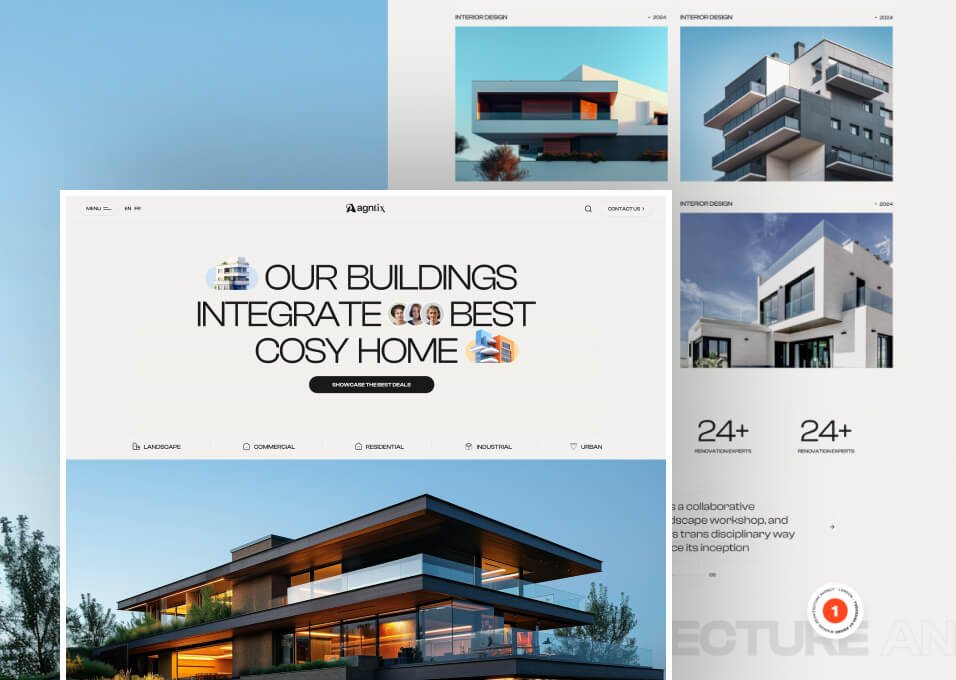 INTERIOR DESIGN
• 2024
INTERIOR DESIGN
• 2024
MENU
EN FR
Agntix
CONTACT US >
OUR BUILDINGS
INTEGRATE BEST
COSY HOME
SHOWCASE THE BEST DEALS
LANDSCAPE
COMMERCIAL
RESIDENTIAL
INDUSTRIAL
URBAN
INTERIOR DESIGN
• 2024
24+
RENOVATION EXPERTS
24+
RENOVATION EXPERTS
s a collaborative
dscape workshop, and
s trans disciplinary way
ce its inception
1
ECTURE AN